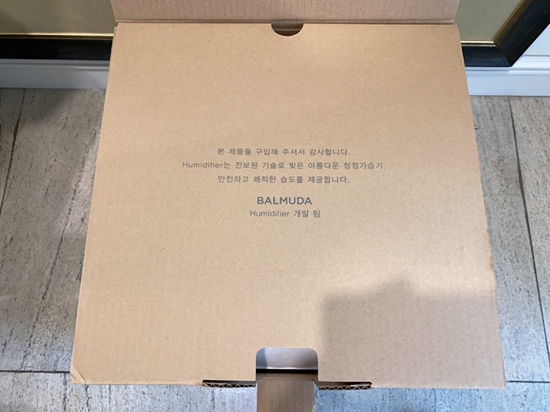 본 제품을 구입해 주셔서 감사합니다.
Humidifier는 진보된 기술로 빚은 아름다운 청정가습기.
안전하고 쾌적한 습도를 제공합니다.
BALMUDA
Humidifier 개발 팀